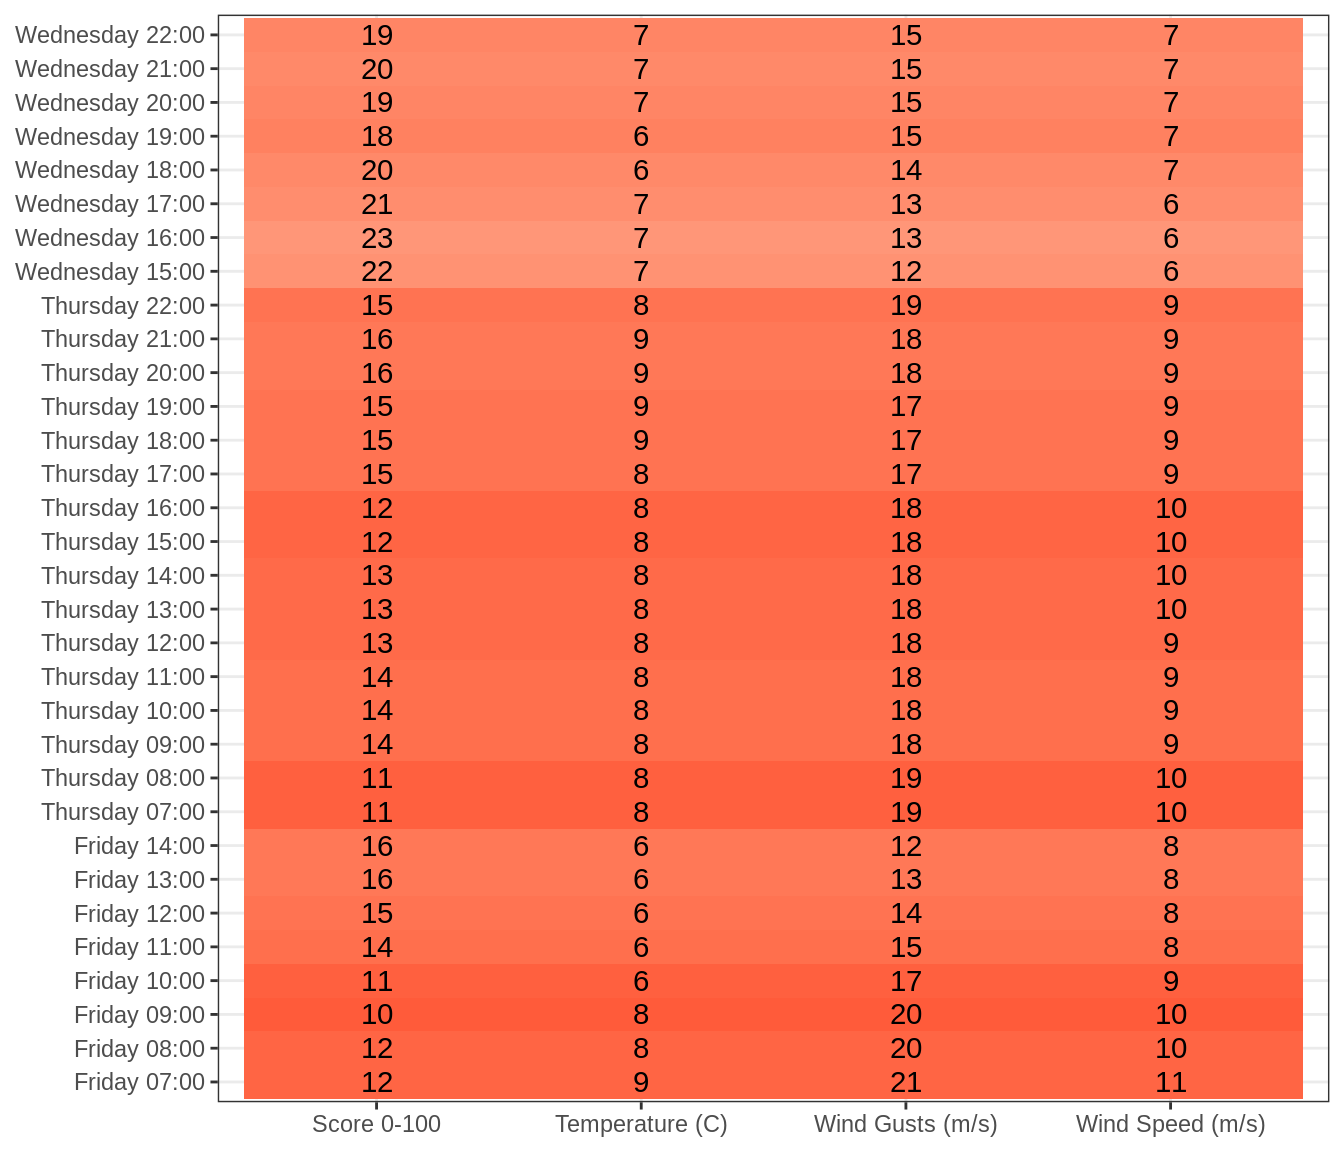 Wednesday 22:00 19 7 15 7
Wednesday 21:00 20 7 15 7
Wednesday 20:00 19 7 15 7
Wednesday 19:00 18 6 15 7
Wednesday 18:00 20 6 14 7
Wednesday 17:00 21 7 13 6
Wednesday 16:00 23 7 13 6
Wednesday 15:00 22 7 12 6
Thursday 22:00 15 8 19 9
Thursday 21:00 16 9 18 9
Thursday 20:00 16 9 18 9
Thursday 19:00 15 9 17 9
Thursday 18:00 15 9 17 9
Thursday 17:00 15 8 17 9
Thursday 16:00 12 8 18 10
Thursday 15:00 12 8 18 10
Thursday 14:00 13 8 18 10
Thursday 13:00 13 8 18 10
Thursday 12:00 13 8 18 9
Thursday 11:00 14 8 18 9
Thursday 10:00 14 8 18 9
Thursday 09:00 14 8 18 9
Thursday 08:00 11 8 19 10
Thursday 07:00 11 8 19 10
Friday 14:00 16 6 12 8
Friday 13:00 16 6 13 8
Friday 12:00 15 6 14 8
Friday 11:00 14 6 15 8
Friday 10:00 11 6 17 9
Friday 09:00 10 8 20 10
Friday 08:00 12 8 20 10
Friday 07:00 12 9 21 11
Score 0-100 Temperature (C) Wind Gusts (m/s) Wind Speed (m/s)